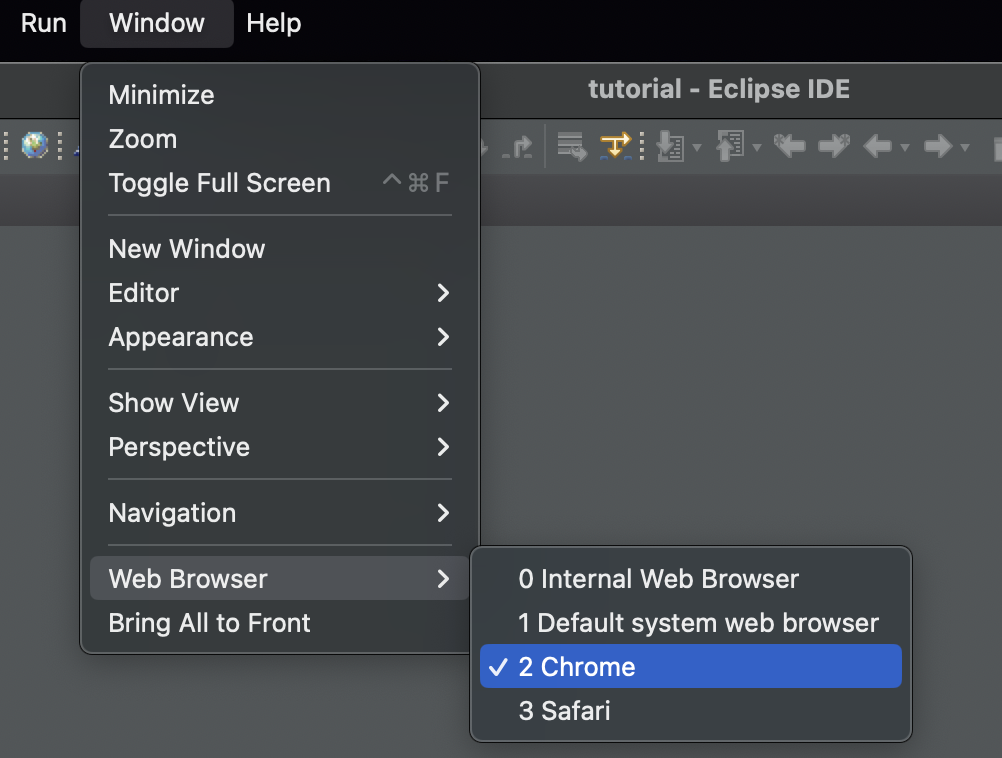 Run Window Help
tutorial - Eclipse IDE
Minimize
Zoom
Toggle Full Screen ^⌘F
New Window
Editor
Appearance
Show View
Perspective
Navigation
Web Browser
Bring All to Front
0 Internal Web Browser
1 Default system web browser
✓ 2 Chrome
3 Safari